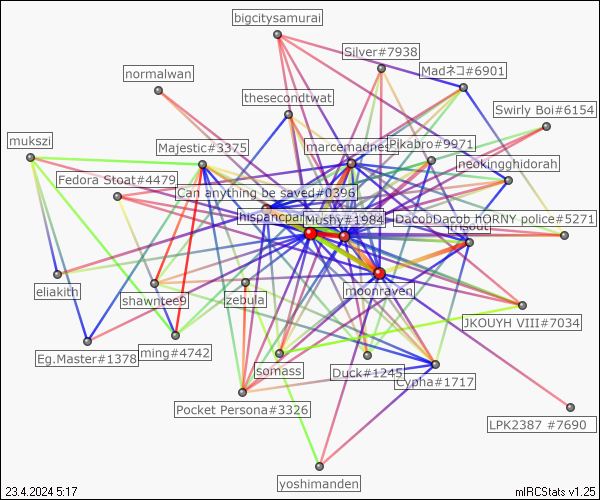 bigcitysamurai
Silver#7938
normalwan
Madネコ#6901
thesecondtwat
Swirly Boi#6154
mukszi
Majestic#3375
marcemadnes
Pikabro#9971
neokingghidorah
Fedora Stoat#4479
Can anything be saved#0396
hispancpa
Mushy#1984
DacobDacob hORNY police#5271
moonraven
eliakith
shawntee9
zebula
JKOUYH VIII#7034
Eg.Master#1378
ming#4742
somass
Duck#1245
Cypha#1717
Pocket Persona#3326
LPK2387 #7690
yoshimanden
23.4.2024 5:17
mIRCStats v1.25